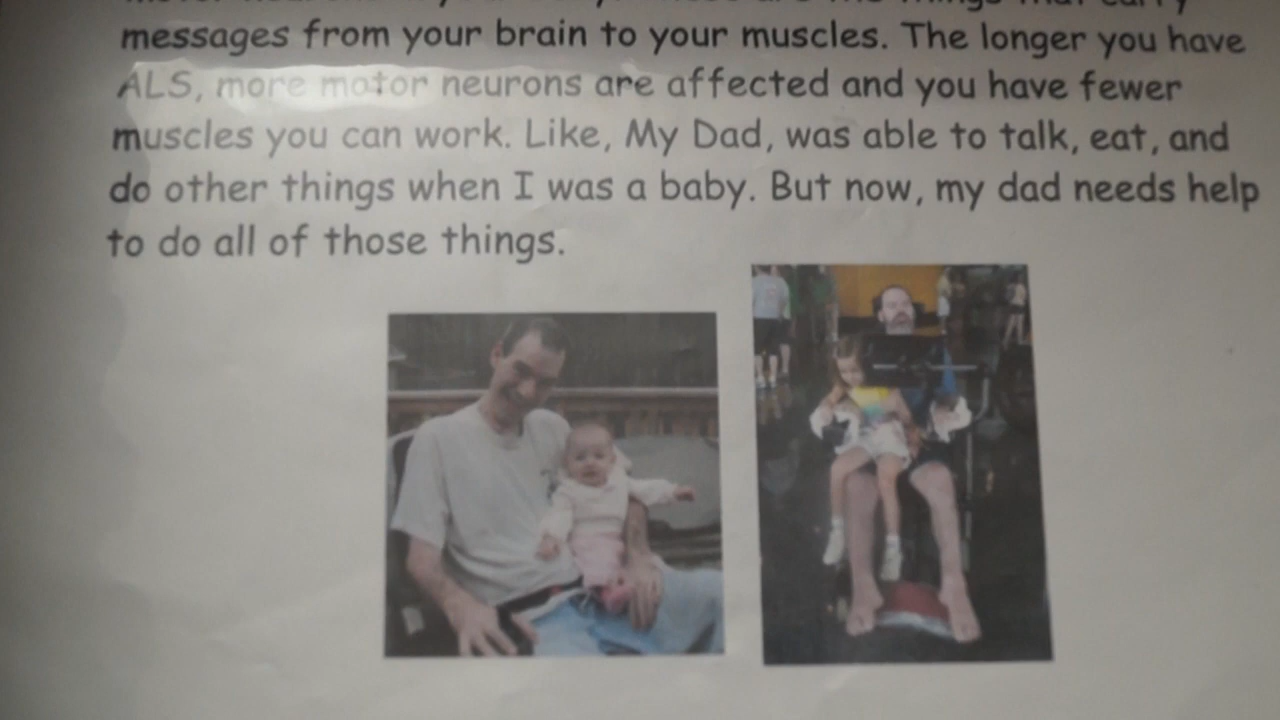 messages from your brain to your muscles. The longer you have
ALS, more motor neurons are affected and you have fewer
muscles you can work. Like, My Dad, was able to talk, eat, and
do other things when I was a baby. But now, my dad needs help
to do all of those things.